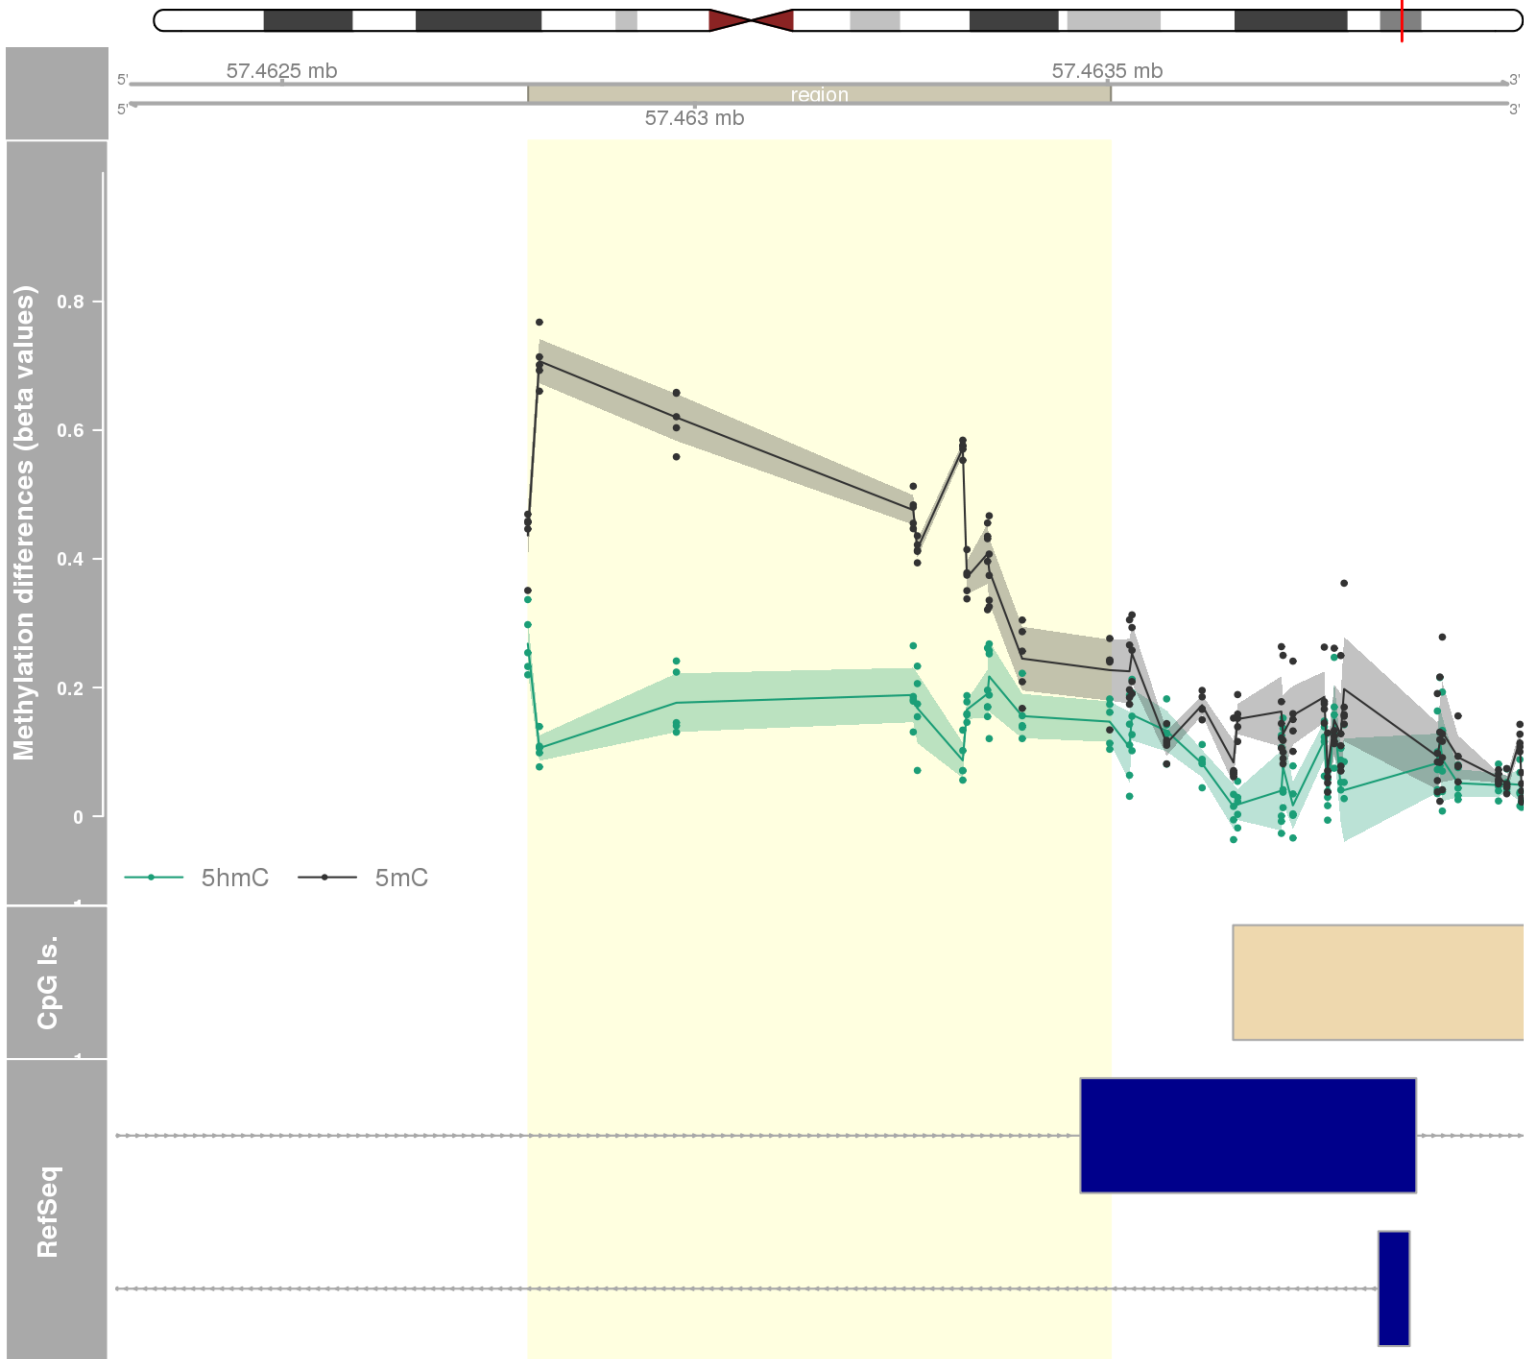 57.4625 mb
57.4635 mb
5'
3'
region
5'
3'
57.463 mb
Methylation differences (beta values)
0.8
0.6
0.4
0.2
0
5hmC
5mC
CpG Is.
RefSeq